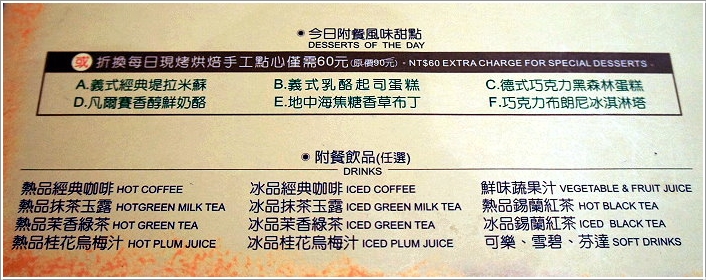 ◉ 今日附餐風味甜點
DESSERTS OF THE DAY
或 折換每日現烤烘焙手工點心僅需60元(原價90元)・NT$60 EXTRA CHARGE FOR SPECIAL DESSERTS
A.義式經典堤拉米蘇 B.義式乳酪起司蛋糕 C.德式巧克力黑森林蛋糕
D.凡爾賽香醇鮮奶酪 E.地中海焦糖香草布丁 F.巧克力布朗尼冰淇淋塔
◉ 附餐飲品(任選)
DRINKS
熱品經典咖啡 HOT COFFEE 冰品經典咖啡 ICED COFFEE 鮮味蔬果汁 VEGETABLE & FRUIT JUICE
熱品抹茶玉露 HOTGREEN MILK TEA 冰品抹茶玉露 ICED GREEN MILK TEA 熱品錫蘭紅茶 HOT BLACK TEA
熱品茉香綠茶 HOT GREEN TEA 冰品茉香綠茶 ICED GREEN TEA 冰品錫蘭紅茶 ICED BLACK TEA
熱品桂花烏梅汁 HOT PLUM JUICE 冰品桂花烏梅汁 ICED PLUM JUICE 可樂、雪碧、芬達 SOFT DRINKS